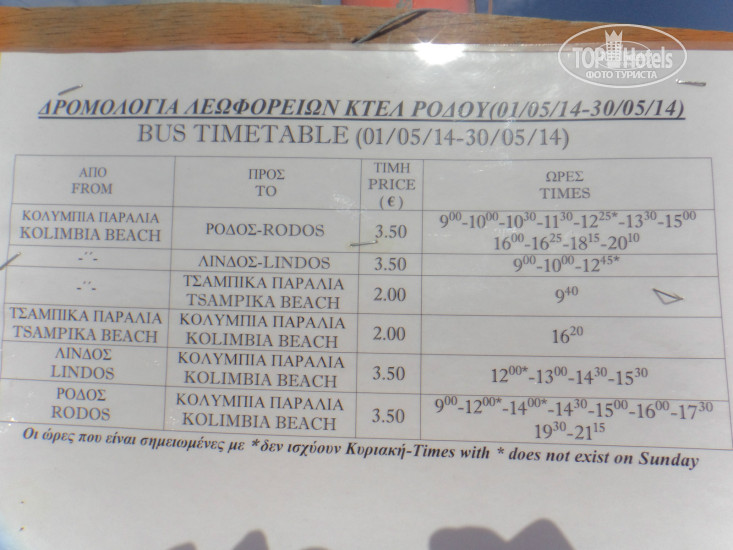 TOP Hotels
ФОТО ТУРИСТА
ΔΡΟΜΟΛΟΓΙΑ ΛΕΩΦΟΡΕΙΩΝ ΚΤΕΛ ΡΟΔΟΥ(01/05/14-30/05/14)
BUS TIMETABLE (01/05/14-30/05/14)
ΑΠΟ FROM
ΠΡΟΣ TO
ΤΙΜΗ PRICE (€)
ΩΡΕΣ TIMES
ΚΟΛΥΜΠΙΑ ΠΑΡΑΛΙΑ
KOLIMBIA BEACH
ΡΟΔΟΣ-RODOS
3.50
9⁰⁰-10⁰⁰-10³⁰-11³⁰-12²⁵*-13³⁰-15⁰⁰
16⁰⁰-16²⁵-18¹⁵-20¹⁰
-''-
ΛΙΝΔΟΣ-LINDOS
3.50
9⁰⁰-10⁰⁰-12⁴⁵*
-''-
ΤΣΑΜΠΙΚΑ ΠΑΡΑΛΙΑ
TSAMPIKA BEACH
2.00
9⁴⁰
ΤΣΑΜΠΙΚΑ ΠΑΡΑΛΙΑ
TSAMPIKA BEACH
ΚΟΛΥΜΠΙΑ ΠΑΡΑΛΙΑ
KOLIMBIA BEACH
2.00
16²⁰
ΛΙΝΔΟΣ
LINDOS
ΚΟΛΥΜΠΙΑ ΠΑΡΑΛΙΑ
KOLIMBIA BEACH
3.50
12⁰⁰*-13⁰⁰-14³⁰-15³⁰
ΡΟΔΟΣ
RODOS
ΚΟΛΥΜΠΙΑ ΠΑΡΑΛΙΑ
KOLIMBIA BEACH
3.50
9⁰⁰-12⁰⁰*-14⁰⁰*-14³⁰-15⁰⁰-16⁰⁰-17³⁰
19³⁰-21¹⁵
Οι ώρες που είναι σημειωμένες με *δεν ισχύουν Κυριακή-Times with * does not exist on Sunday